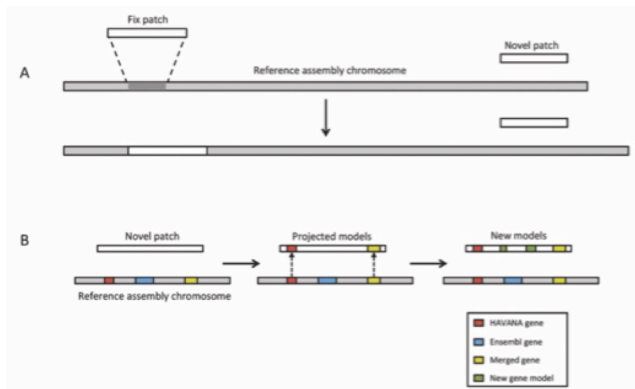 Fix patch
Novel patch
A
Reference assembly chromosome
B
Novel patch
Projected models
New models
Reference assembly chromosome
HAVANA gene
Ensembl gene
Merged gene
New gene model